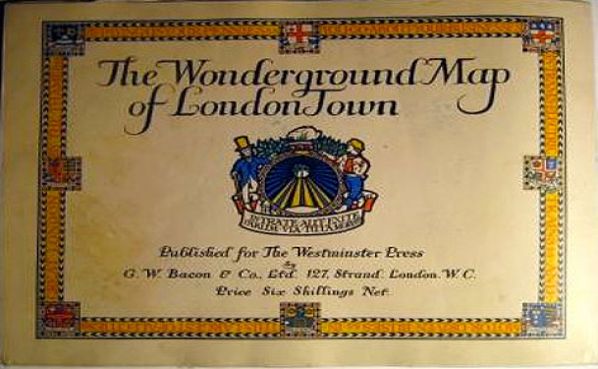 The Wonderground Map
of London Town
Published for The Westminster Press
by
G. W. Bacon & Co., Ltd. 127, Strand London. W. C.
Price Six Shillings Net.